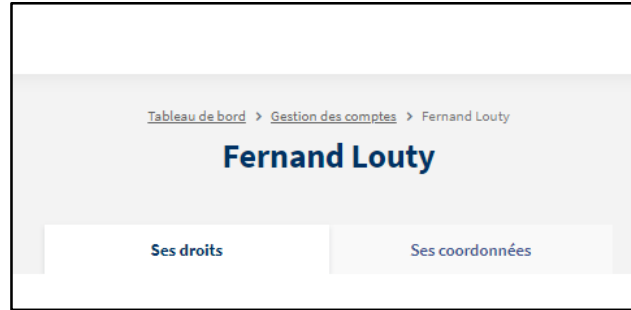 Tableau de bord > Gestion des comptes > Fernand Louty
Fernand Louty
Ses droits Ses coordonnées